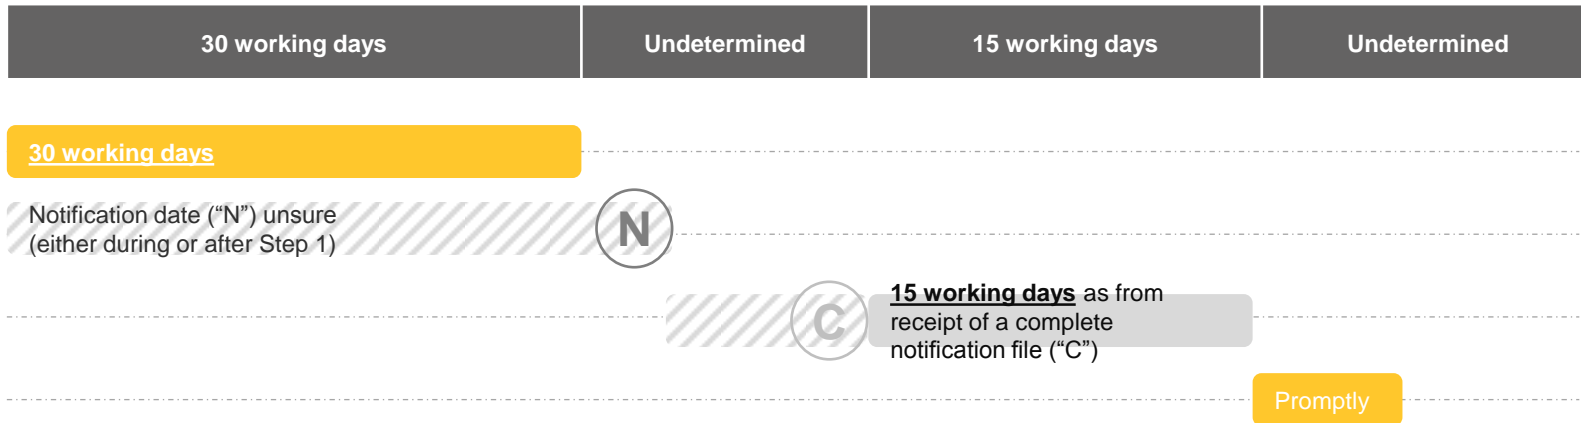 30 working days
Undetermined
15 working days
Undetermined
30 working days
Notification date (“N”) unsure
(either during or after Step 1)
N
C
15 working days as from
receipt of a complete
notification file (“C”)
Promptly